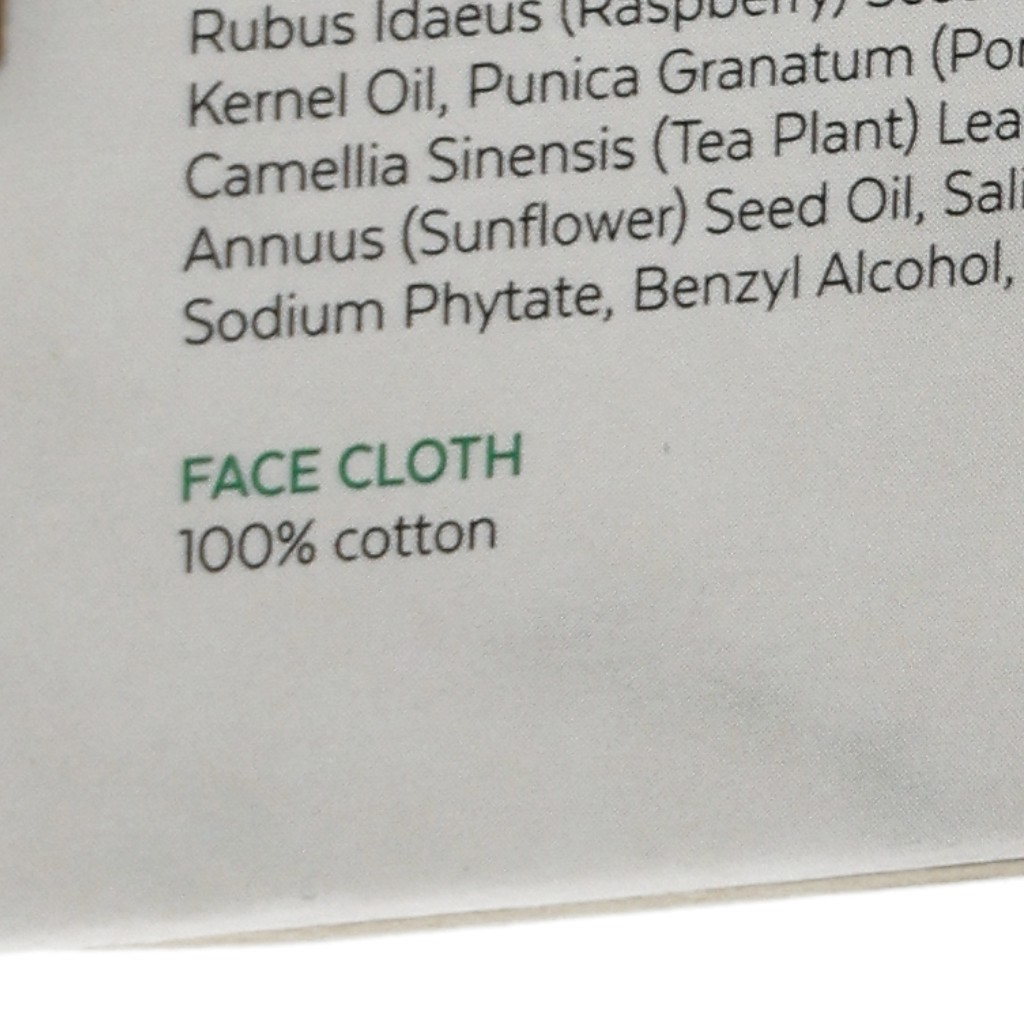 Rubus Idaeus (Raspberry)
Kernel Oil, Punica Granatum
Camellia Sinensis (Tea Plant)
Annuus (Sunflower) Seed Oil,
Sodium Phytate, Benzyl Alcohol,
FACE CLOTH
100% cotton